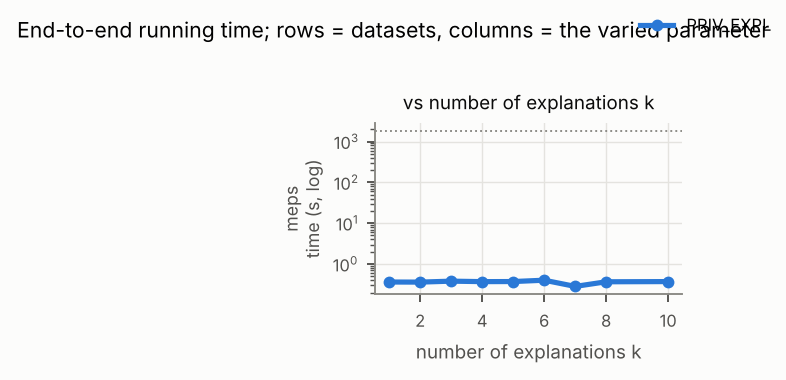 End-to-end running time; rows = datasets, columns = the varied parameter
PRIV_EXPL
vs number of explanations k
meps
time (s, log)
10³
10²
10¹
10⁰
2 4 6 8 10
number of explanations k